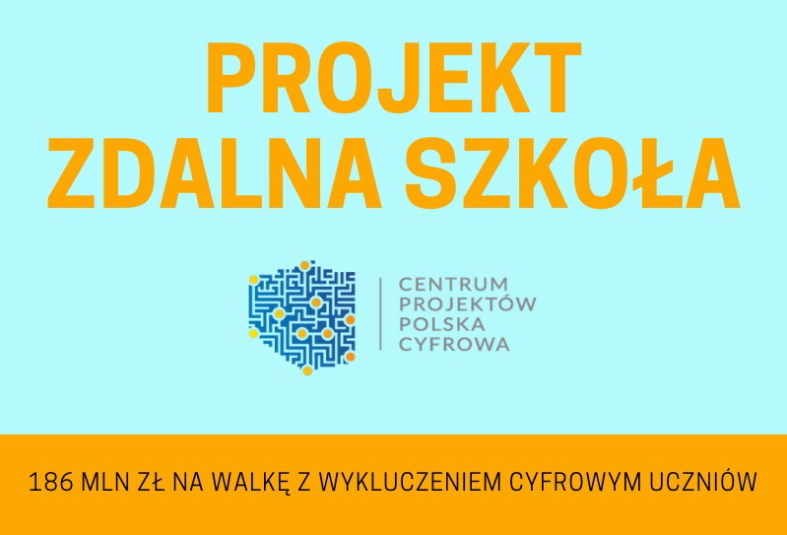 PROJEKT
ZDALNA SZKOŁA
CENTRUM
PROJEKTÓW
POLSKA
CYFROWA
186 MLN ZŁ NA WALKĘ Z WYKLUCZENIEM CYFROWYM UCZNIÓW